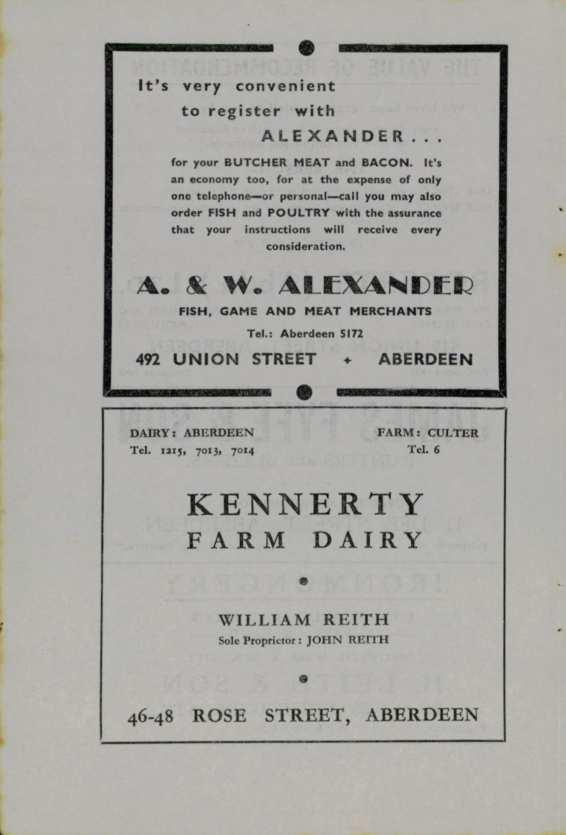 It's very convenient
to register with
ALEXANDER...
for your BUTCHER MEAT and BACON. It's
an economy too, for at the expense of only
one telephone—or personal—call you may also
order FISH and POULTRY with the assurance
that your instructions will receive every
consideration.
A. & W. ALEXANDER
FISH, GAME AND MEAT MERCHANTS
Tel.: Aberdeen 5172
492 UNION STREET + ABERDEEN
DAIRY: ABERDEEN FARM: CULTER
Tel. 1215, 7013, 7014 Tel. 6
KENNERTY
FARM DAIRY
WILLIAM REITH
Sole Proprietor: JOHN REITH
46-48 ROSE STREET, ABERDEEN